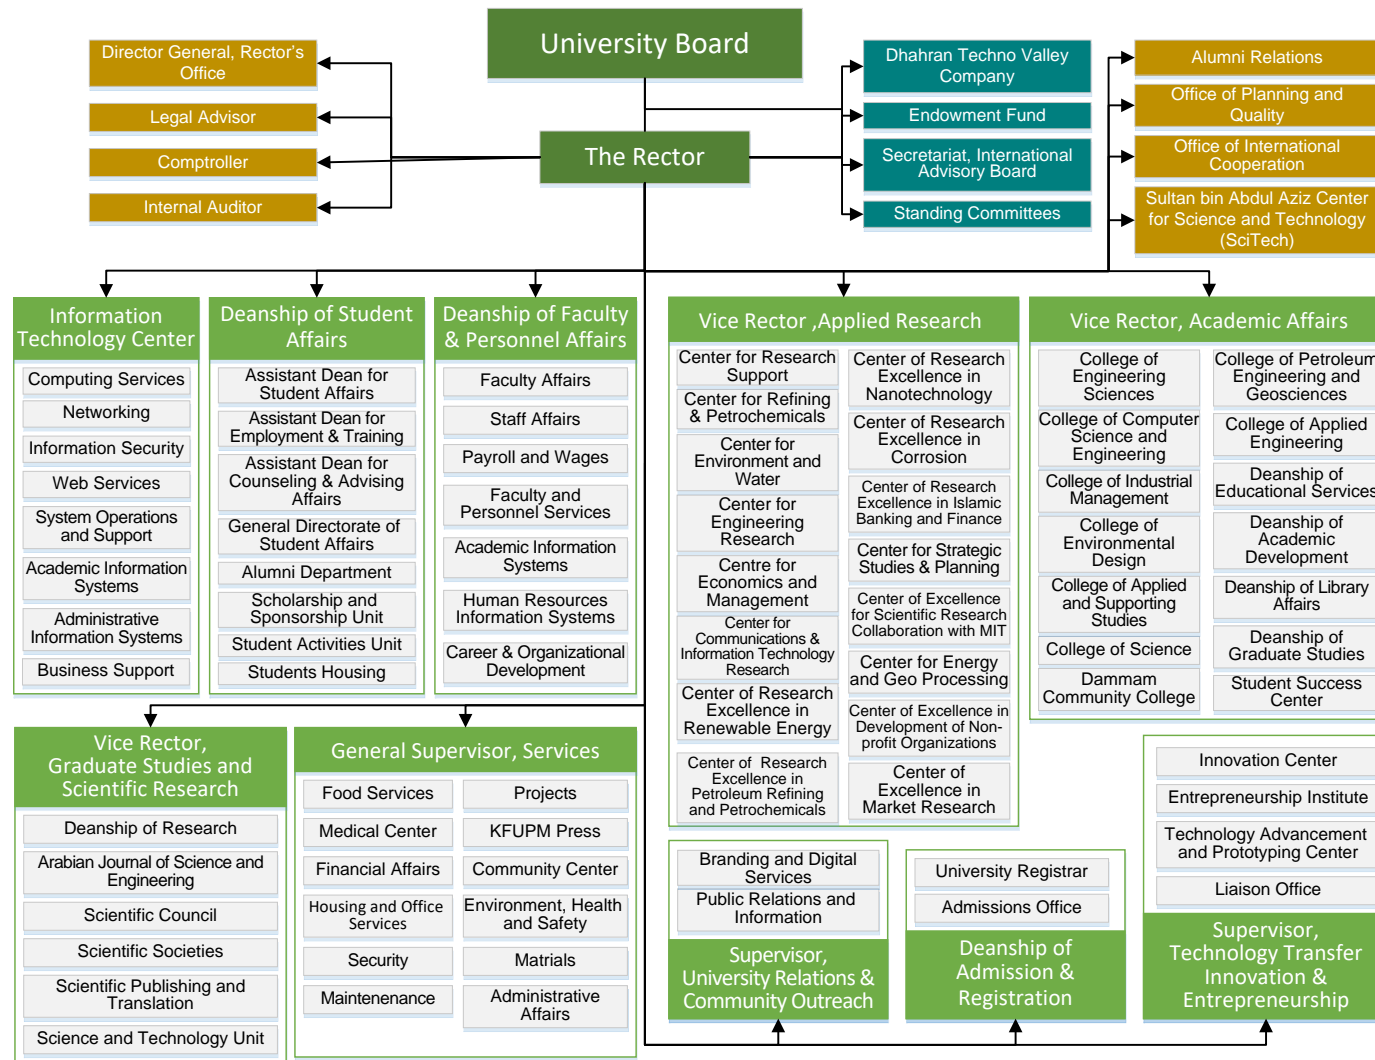 University Board
The Rector
Director General, Rector's
Office
Legal Advisor
Comptroller
Internal Auditor
Dhahran Techno Valley
Company
Endowment Fund
Secretariat, International
Advisory Board
Standing Committees
Alumni Relations
Office of Planning and
Quality
Office of International
Cooperation
Sultan bin Abdul Aziz Center
for Science and Technology
(SciTech)
Information
Technology Center
Computing Services
Networking
Information Security
Web Services
System Operations
and Support
Academic Information
Systems
Administrative
Information Systems
Business Support
Deanship of Student
Affairs
Assistant Dean for
Student Affairs
Assistant Dean for
Employment & Training
Assistant Dean for
Counseling & Advising
Affairs
General Directorate of
Student Affairs
Alumni Department
Scholarship and
Sponsorship Unit
Student Activities Unit
Students Housing
Deanship of Faculty
& Personnel Affairs
Faculty Affairs
Staff Affairs
Payroll and Wages
Faculty and
Personnel Services
Academic Information
Systems
Human Resources
Information Systems
Career & Organizational
Development
Vice Rector ,Applied Research
Center for Research
Support
Center for Refining
& Petrochemicals
Center for
Environment and
Water
Center for
Engineering
Research
Centre for
Economics and
Management
Center for
Communications &
Information Technology
Research
Center of Research
Excellence in
Renewable Energy
Center of  Research
Excellence in
Petroleum Refining
and Petrochemicals
Center of Research
Excellence in
Nanotechnology
Center of Research
Excellence in
Corrosion
Center of Research
Excellence in Islamic
Banking and Finance
Center for Strategic
Studies & Planning
Center of Excellence
for Scientific Research
Collaboration with MIT
Center for Energy
and Geo Processing
Center of Excellence in
Development of Non-
profit Organizations
Center of
Excellence in
Market Research
Vice Rector, Academic Affairs
College of
Engineering
Sciences
College of Computer
Science and
Engineering
College of Industrial
Management
College of
Environmental
Design
College of Applied
and Supporting
Studies
College of Science
Dammam
Community College
College of Petroleum
Engineering and
Geosciences
College of Applied
Engineering
Deanship of
Educational Services
Deanship of
Academic
Development
Deanship of Library
Affairs
Deanship of
Graduate Studies
Student Success
Center
Vice Rector,
Graduate Studies and
Scientific Research
Deanship of Research
Arabian Journal of Science and
Engineering
Scientific Council
Scientific Societies
Scientific Publishing and
Translation
Science and Technology Unit
General Supervisor, Services
Food Services
Medical Center
Financial Affairs
Housing and Office
Services
Security
Maintenenance
Projects
KFUPM Press
Community Center
Environment, Health
and Safety
Matrials
Administrative
Affairs
Branding and Digital
Services
Public Relations and
Information
Supervisor,
University Relations &
Community Outreach
University Registrar
Admissions Office
Deanship of
Admission &
Registration
Innovation Center
Entrepreneurship Institute
Technology Advancement
and Prototyping Center
Liaison Office
Supervisor,
Technology Transfer
Innovation &
Entrepreneurship